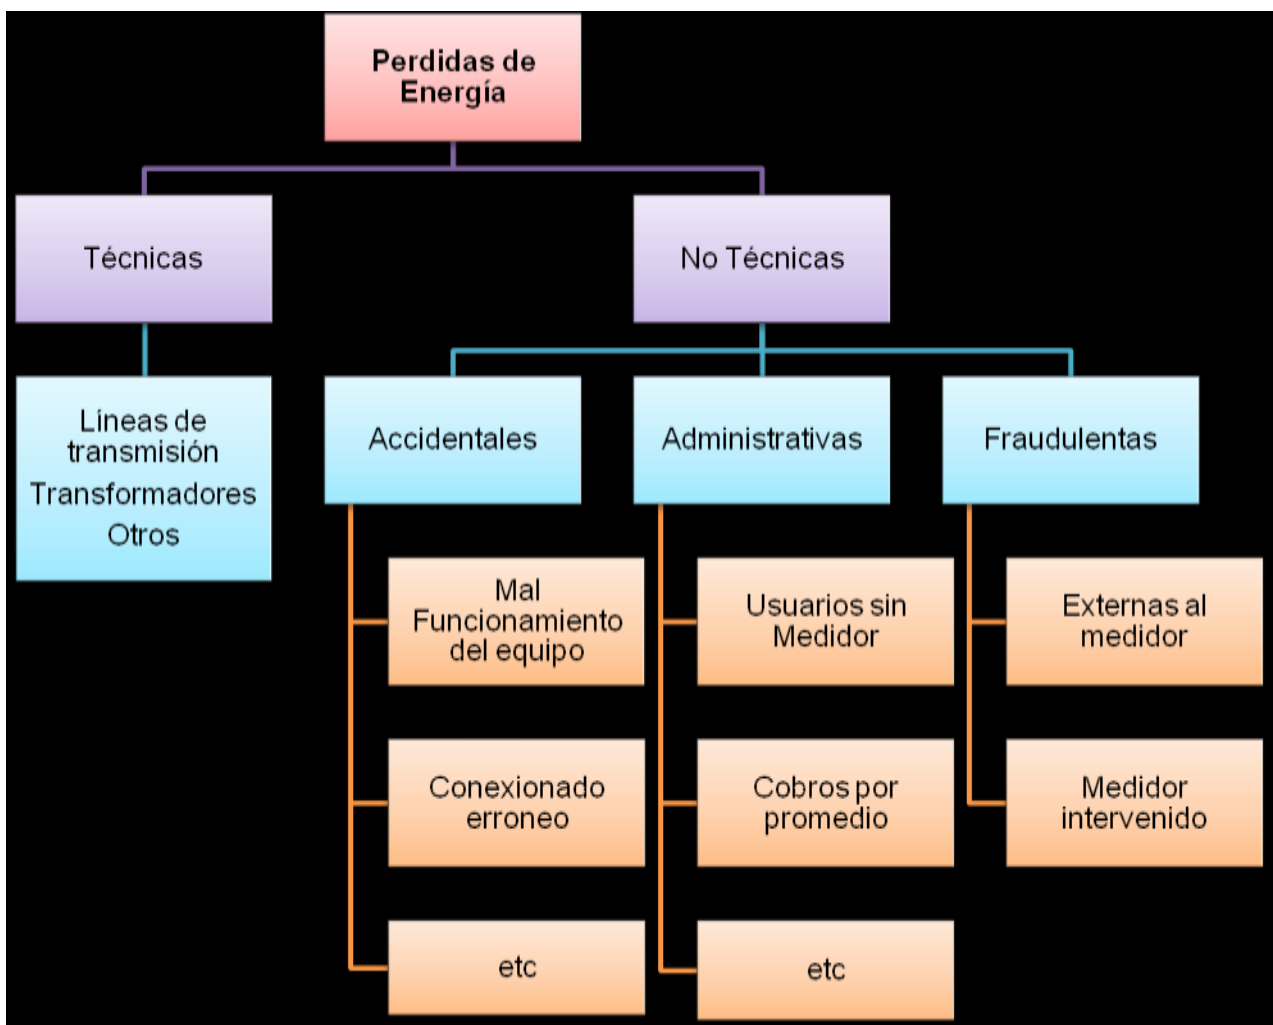 Perdidas de
Energía
Técnicas
No Técnicas
Líneas de
transmisión
Transformadores
Otros
Accidentales
Administrativas
Fraudulentas
Mal
Funcionamiento
del equipo
Usuarios sin
Medidor
Externas al
medidor
Conexionado
erroneo
Cobros por
promedio
Medidor
intervenido
etc
etc